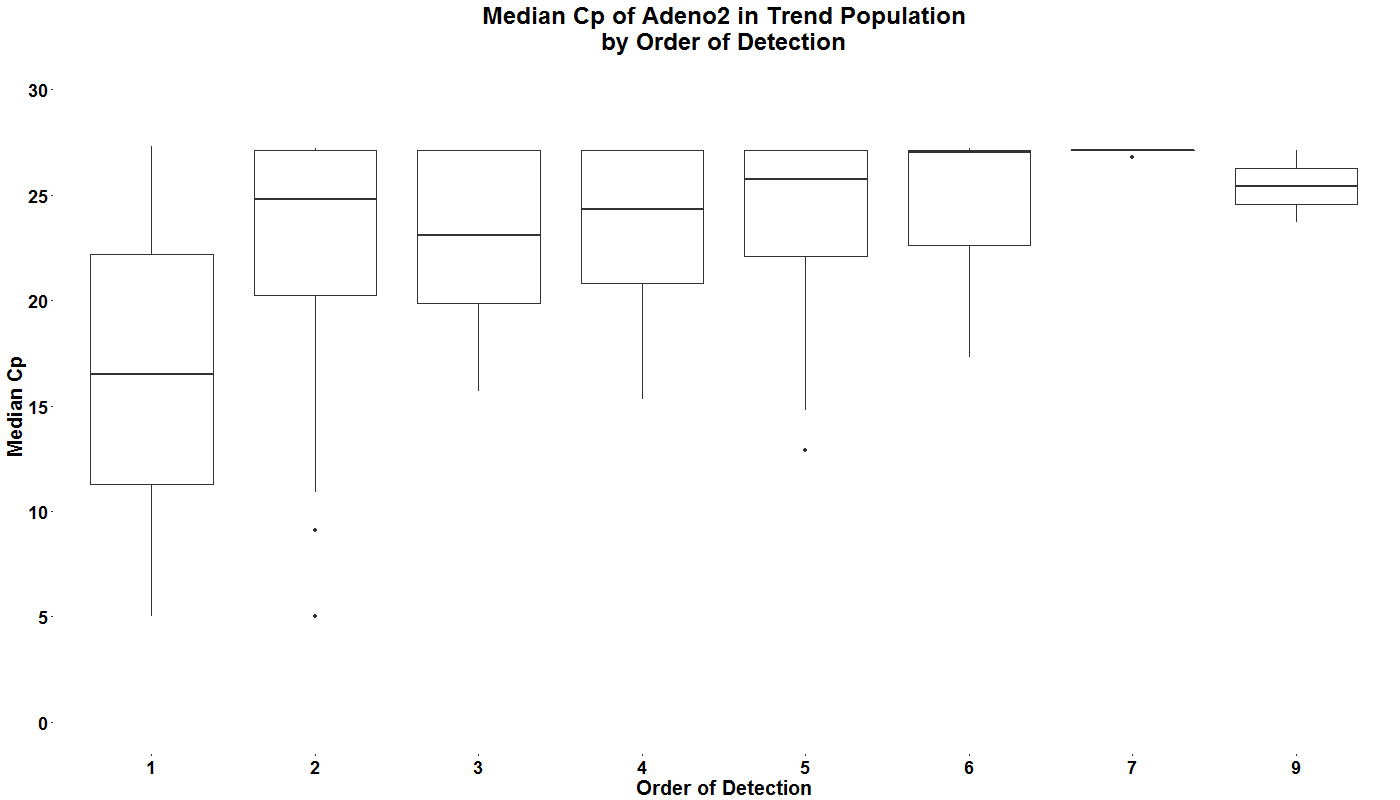 Median Cp of Adeno2 in Trend Population
by Order of Detection
Median Cp
30
25
20
15
10
5
0
1 2 3 4 5 6 7 9
Order of Detection